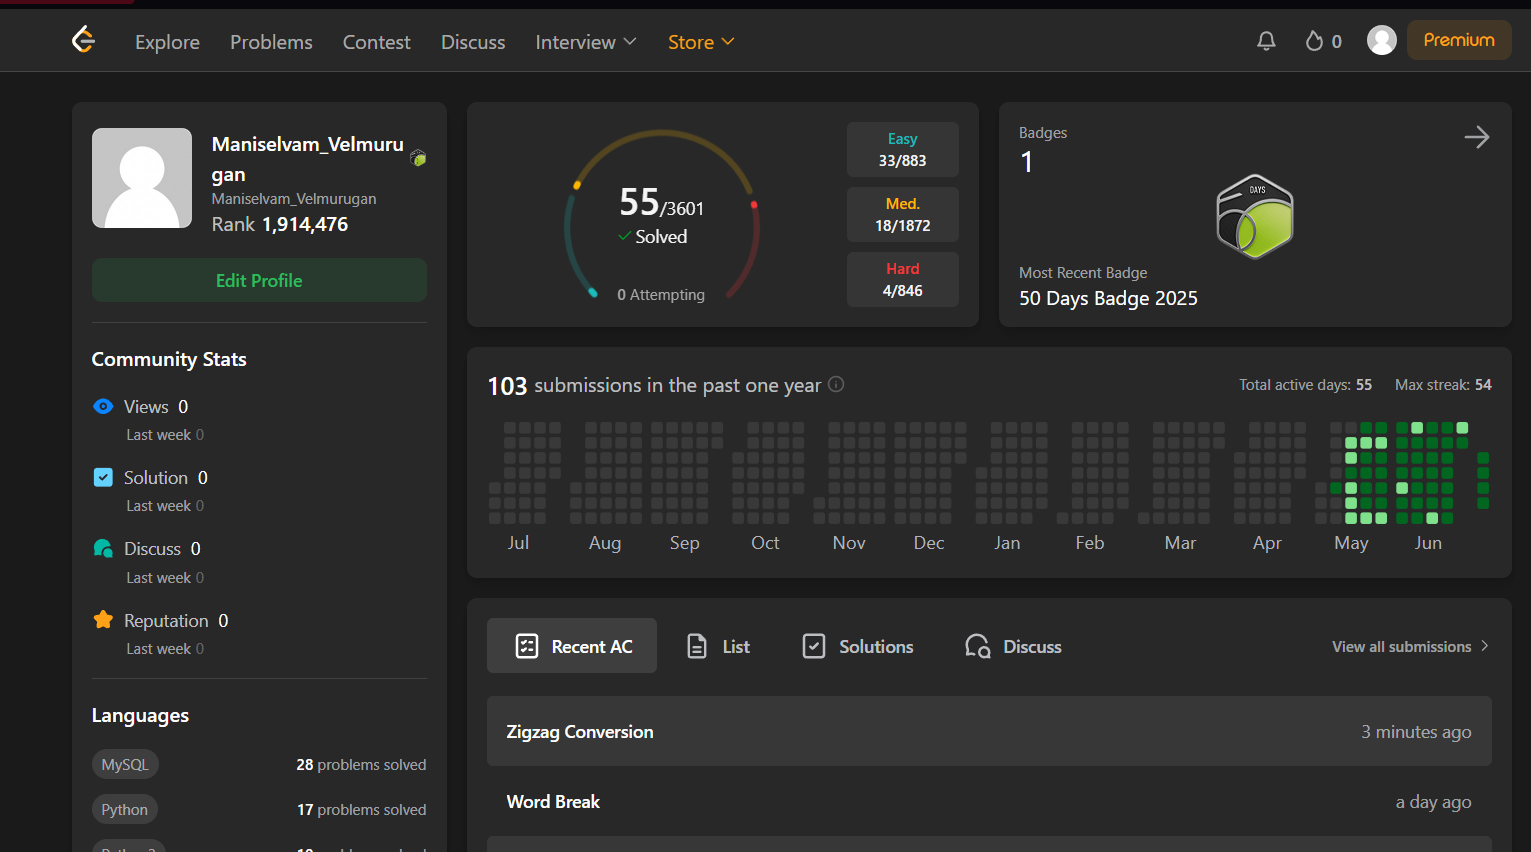 Explore Problems Contest Discuss Interview Store 0 Premium
Maniselvam_Velmuru
gan
Maniselvam_Velmurugan
Rank 1,914,476
Edit Profile
Community Stats
Views 0
Last week 0
Solution 0
Last week 0
Discuss 0
Last week 0
Reputation 0
Last week 0
Languages
MySQL 28 problems solved
Python 17 problems solved
55/3601
Solved
0 Attempting
Easy
33/883
Med.
18/1872
Hard
4/846
Badges
1
DAYS
Most Recent Badge
50 Days Badge 2025
103 submissions in the past one year Total active days: 55 Max streak: 54
Jul Aug Sep Oct Nov Dec Jan Feb Mar Apr May Jun
Recent AC List Solutions Discuss View all submissions
Zigzag Conversion 3 minutes ago
Word Break a day ago